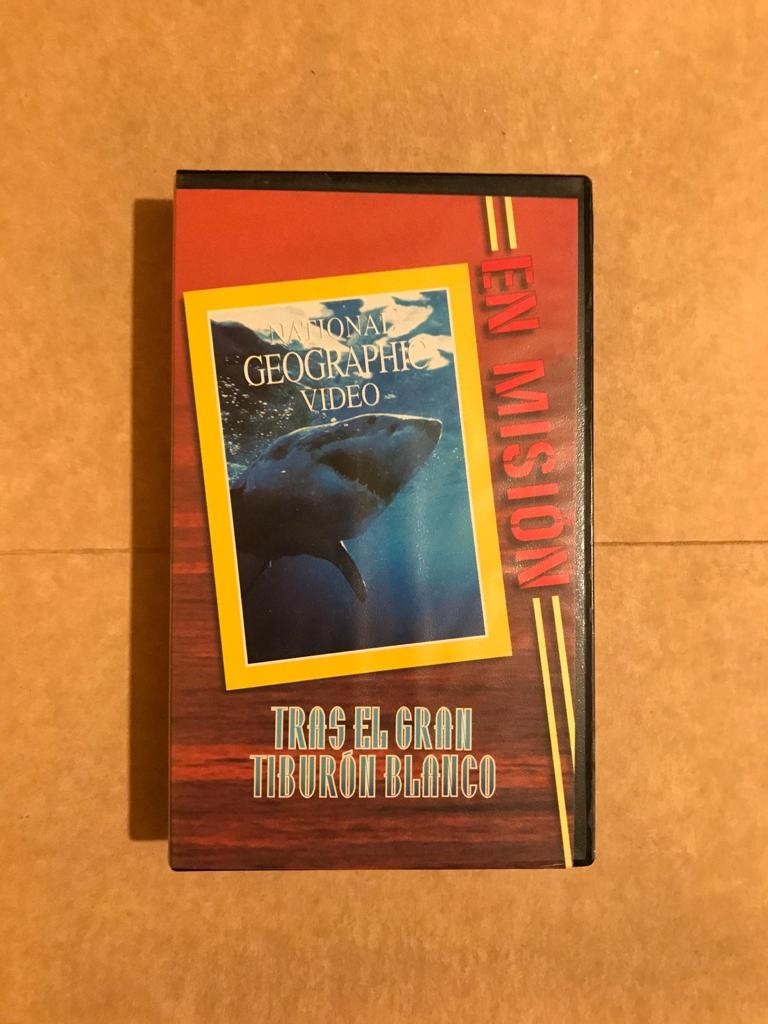 NATIONAL
GEOGRAPHIC
VIDEO
EN MISIÓN
TRAS EL GRAN
TIBURÓN BLANCO